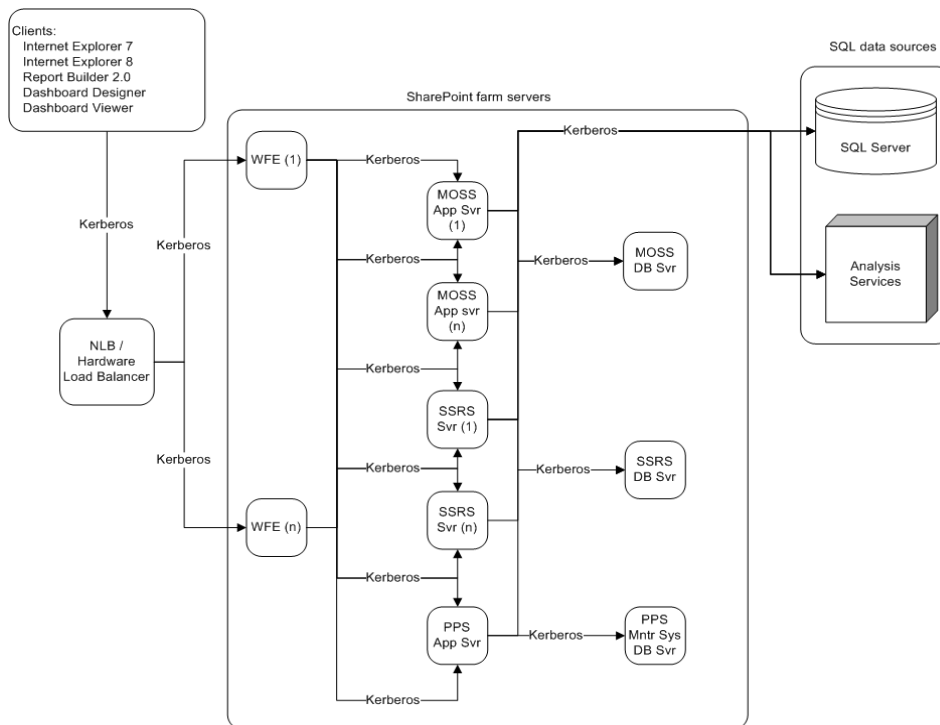 Clients:
Internet Explorer 7
Internet Explorer 8
Report Builder 2.0
Dashboard Designer
Dashboard Viewer
SQL data sources
SharePoint farm servers
Kerberos
SQL Server
WFE (1)
Kerberos
MOSS
App Svr
(1)
Kerberos
Kerberos
Kerberos
Kerberos
MOSS
DB Svr
Analysis
Services
MOSS
App svr
(n)
NLB /
Hardware
Load Balancer
Kerberos
SSRS
Svr (1)
Kerberos
Kerberos
Kerberos
SSRS
DB Svr
WFE (n)
SSRS
Svr (n)
Kerberos
PPS
App Svr
Kerberos
PPS
Mntr Sys
DB Svr
Kerberos